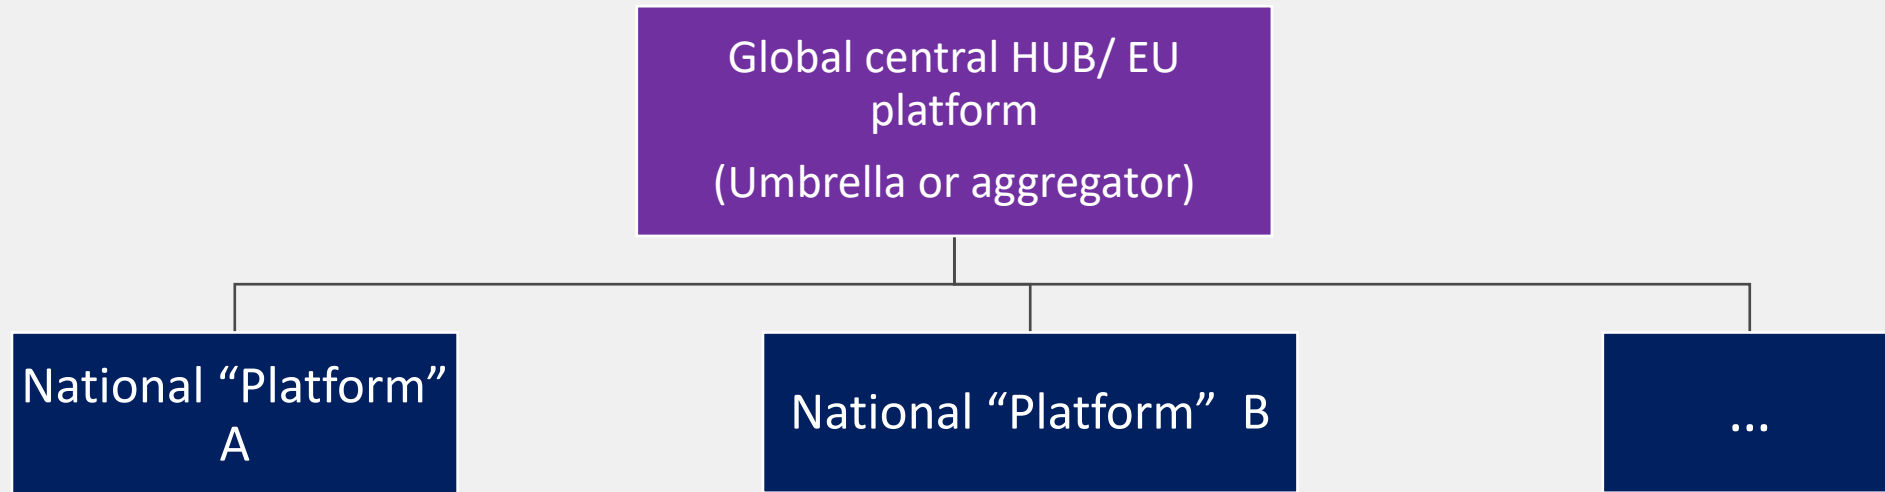 Global central HUB/ EU
platform
(Umbrella or aggregator)
National “Platform”
A
National “Platform”  B
...